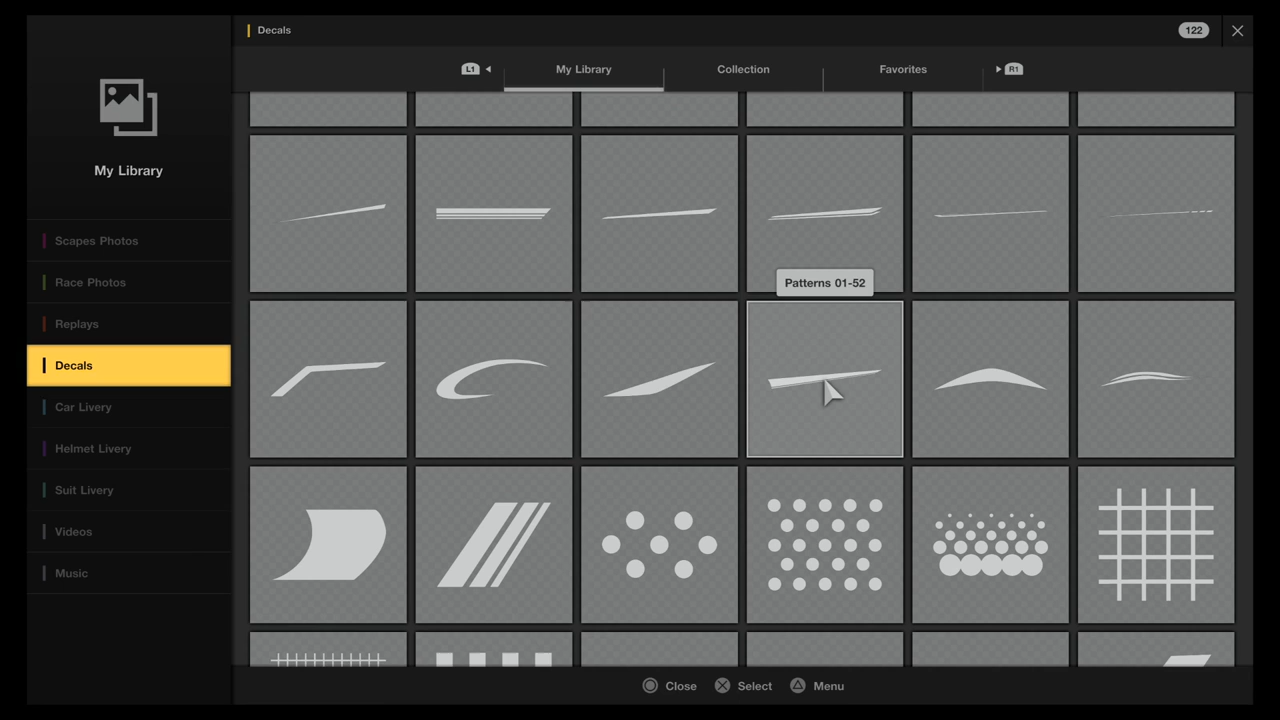 Decals
122
L1
My Library
Collection
Favorites
R1
My Library
Scapes Photos
Race Photos
Replays
Decals
Car Livery
Helmet Livery
Suit Livery
Videos
Music
Patterns 01-52
Close
Select
Menu